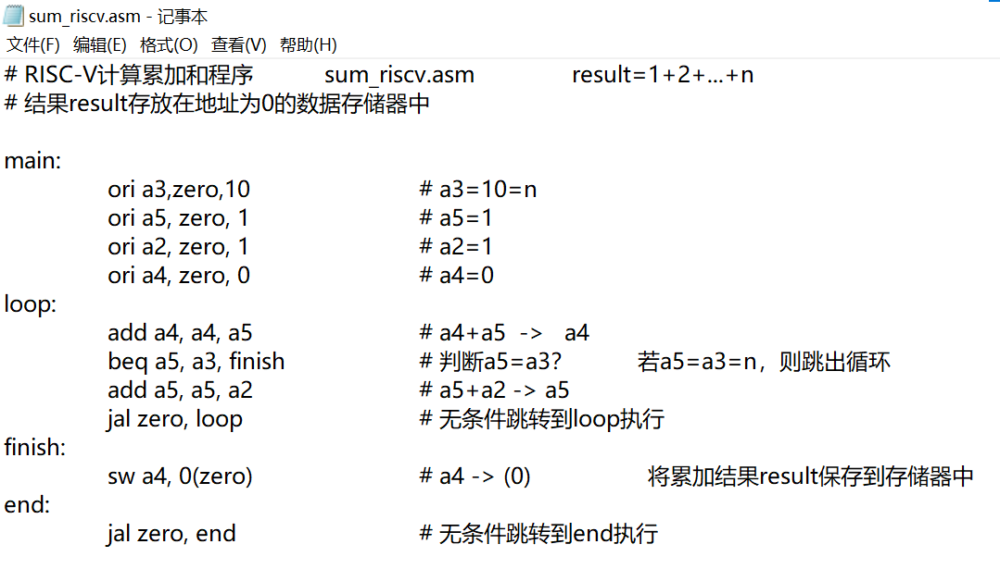 sum_riscv.asm - 记事本
文件(F) 编辑(E) 格式(O) 查看(V) 帮助(H)
# RISC-V计算累加和程序 sum_riscv.asm result=1+2+...+n
# 结果result存放在地址为0的数据存储器中
main:
ori a3,zero,10 # a3=10=n
ori a5, zero, 1 # a5=1
ori a2, zero, 1 # a2=1
ori a4, zero, 0 # a4=0
loop:
add a4, a4, a5 # a4+a5 -> a4
beq a5, a3, finish # 判断a5=a3? 若a5=a3=n，则跳出循环
add a5, a5, a2 # a5+a2 -> a5
jal zero, loop # 无条件跳转到loop执行
finish:
sw a4, 0(zero) # a4 -> (0) 将累加结果result保存到存储器中
end:
jal zero, end # 无条件跳转到end执行